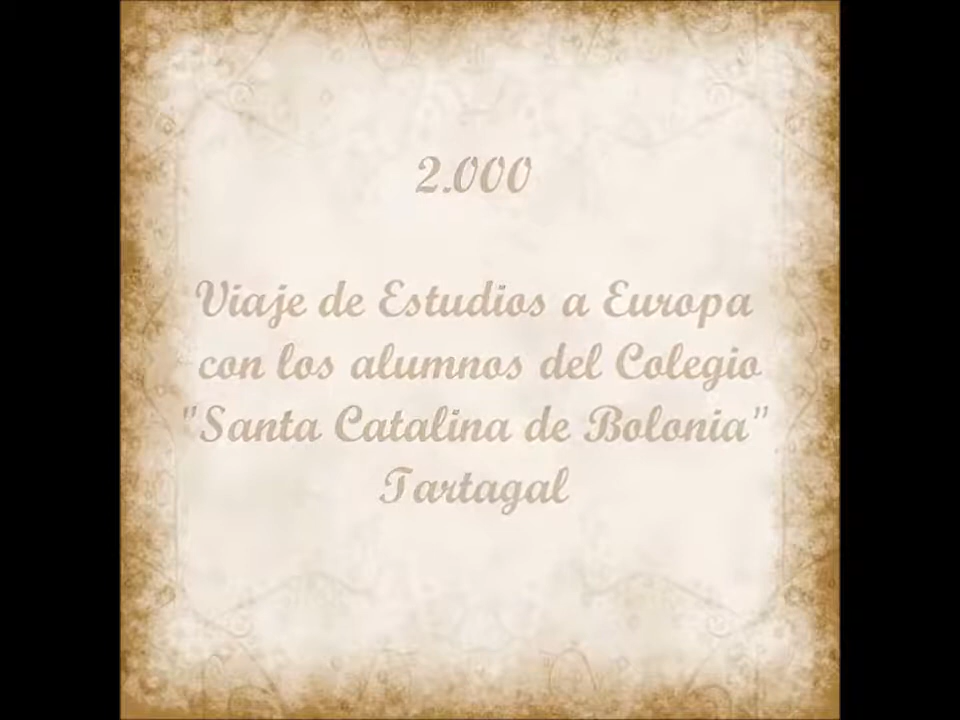 2.000
Viaje de Estudios a Europa
con los alumnos del Colegio
"Santa Catalina de Bolonia"
Tartagal